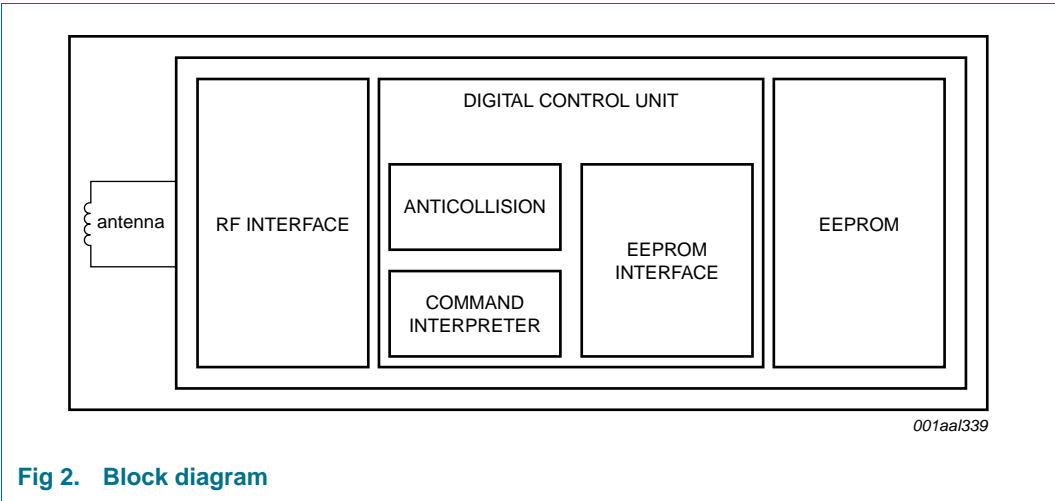 DIGITAL CONTROL UNIT
antenna
RF INTERFACE
ANTICOLLISION
COMMAND
INTERPRETER
EEPROM
INTERFACE
EEPROM
001aal339
Fig 2. Block diagram